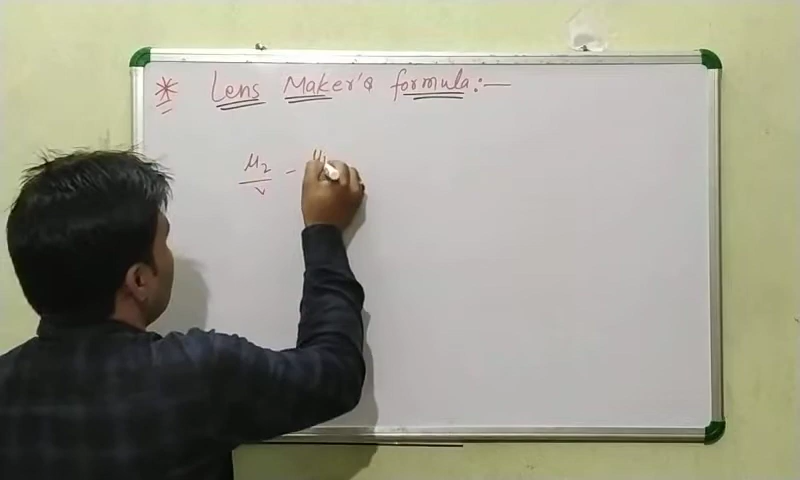 * Lens Maker's formula:-
μ2/v - μ